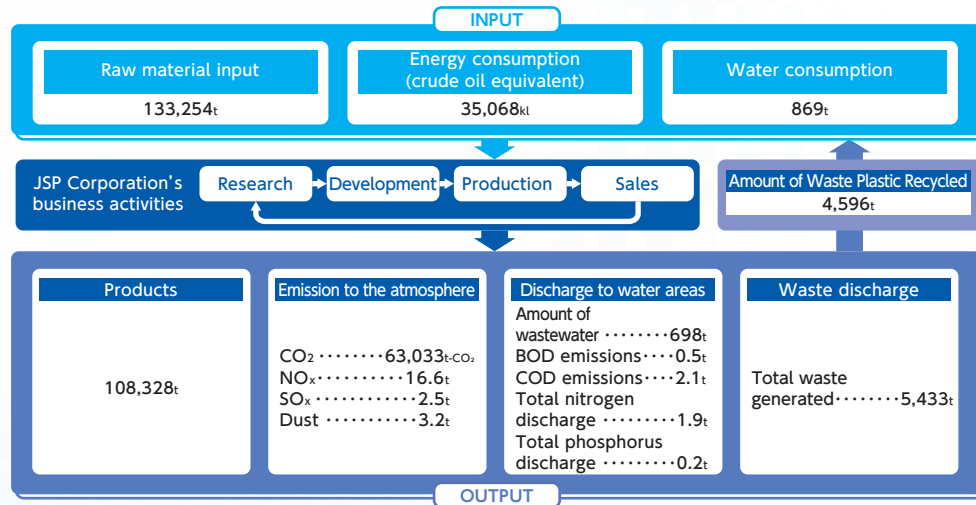 INPUT
Raw material input
133,254t
Energy consumption
(crude oil equivalent)
35,068kl
Water consumption
869t
JSP Corporation's
business activities
Research
Development
Production
Sales
Amount of Waste Plastic Recycled
4,596t
Products
108,328t
Emission to the atmosphere
CO₂ ········63,033t-CO₂
NOx ··········16.6t
SOx ···········2.5t
Dust ···········3.2t
Discharge to water areas
Amount of
wastewater ········698t
BOD emissions····0.5t
COD emissions····2.1t
Total nitrogen
discharge ·········1.9t
Total phosphorus
discharge ·········0.2t
Waste discharge
Total waste
generated········5,433t
OUTPUT